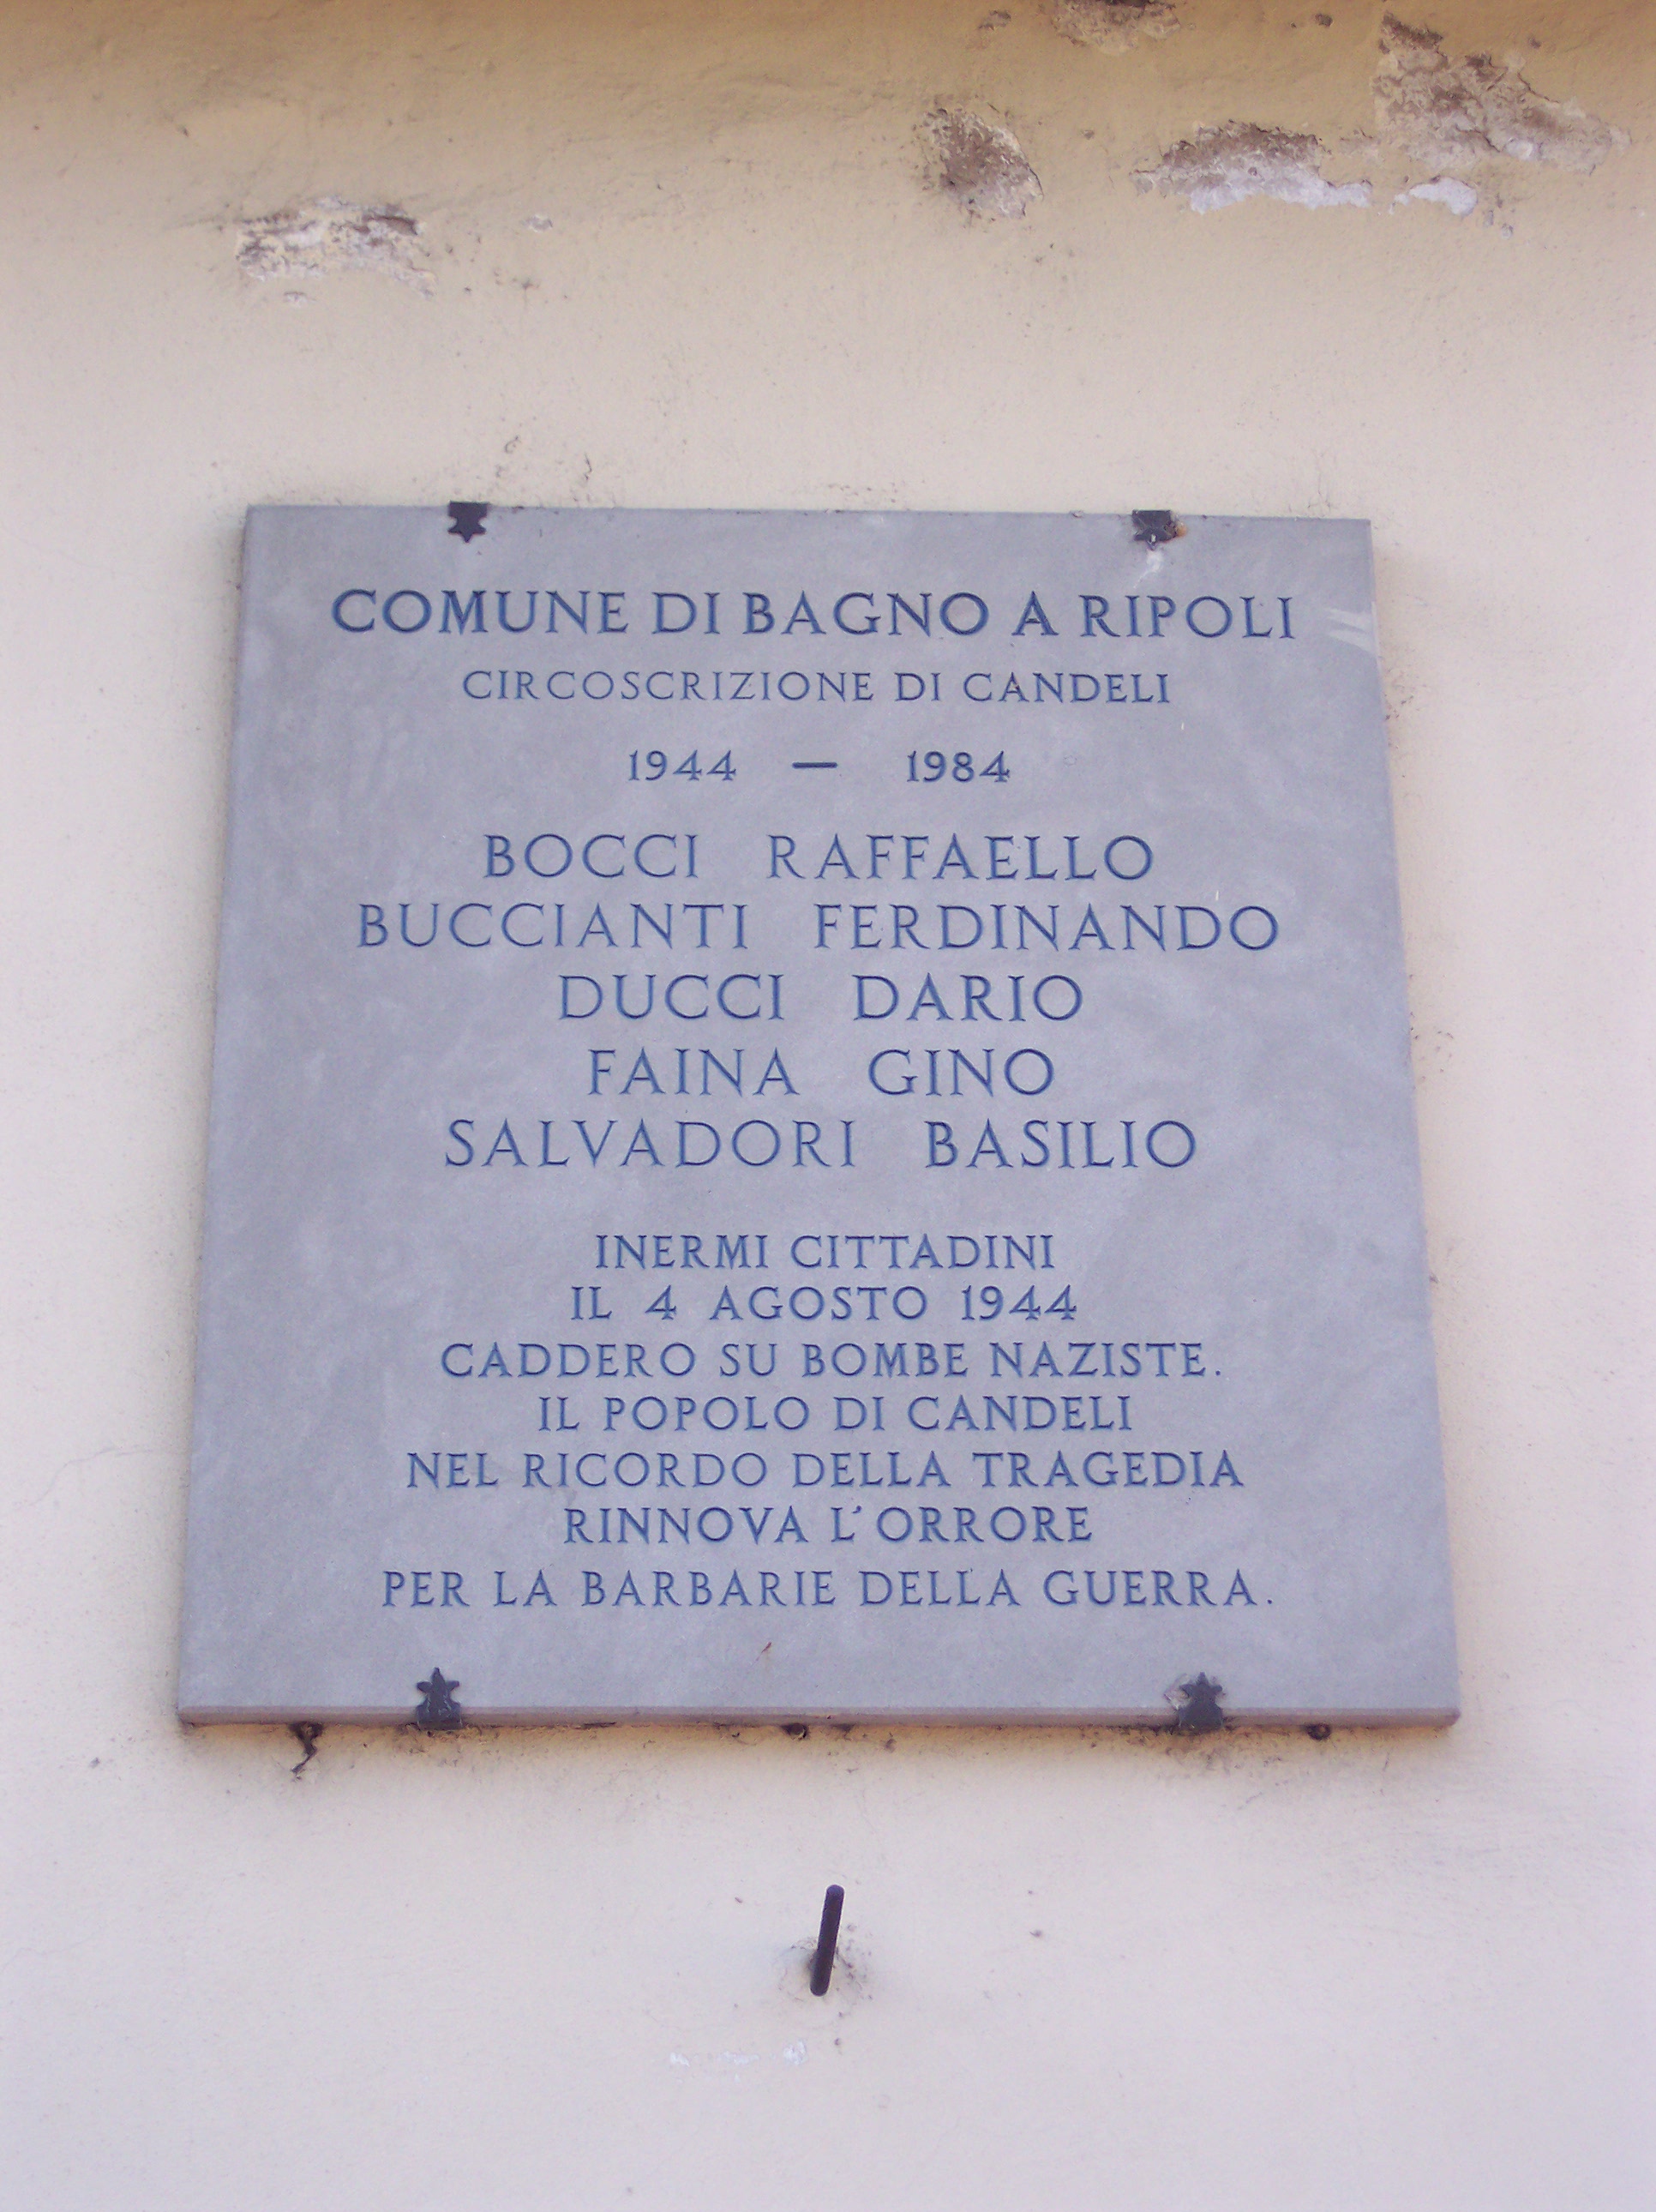 COMUNE DI BAGNO A RIPOLI
CIRCOSCRIZIONE DI CANDELI
1944 — 1984
BOCCI RAFFAELLO
BUCCIANTI FERDINANDO
DUCCI DARIO
FAINA GINO
SALVADORI BASILIO
INERMI CITTADINI
IL 4 AGOSTO 1944
CADDERO SU BOMBE NAZISTE.
IL POPOLO DI CANDELI
NEL RICORDO DELLA TRAGEDIA
RINNOVA L'ORRORE
PER LA BARBARIE DELLA GUERRA.